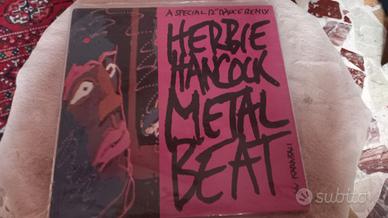 A SPECIAL 12" DANCE REMIX
HERBIE
HANCOCK
METAL
BEAT
subito